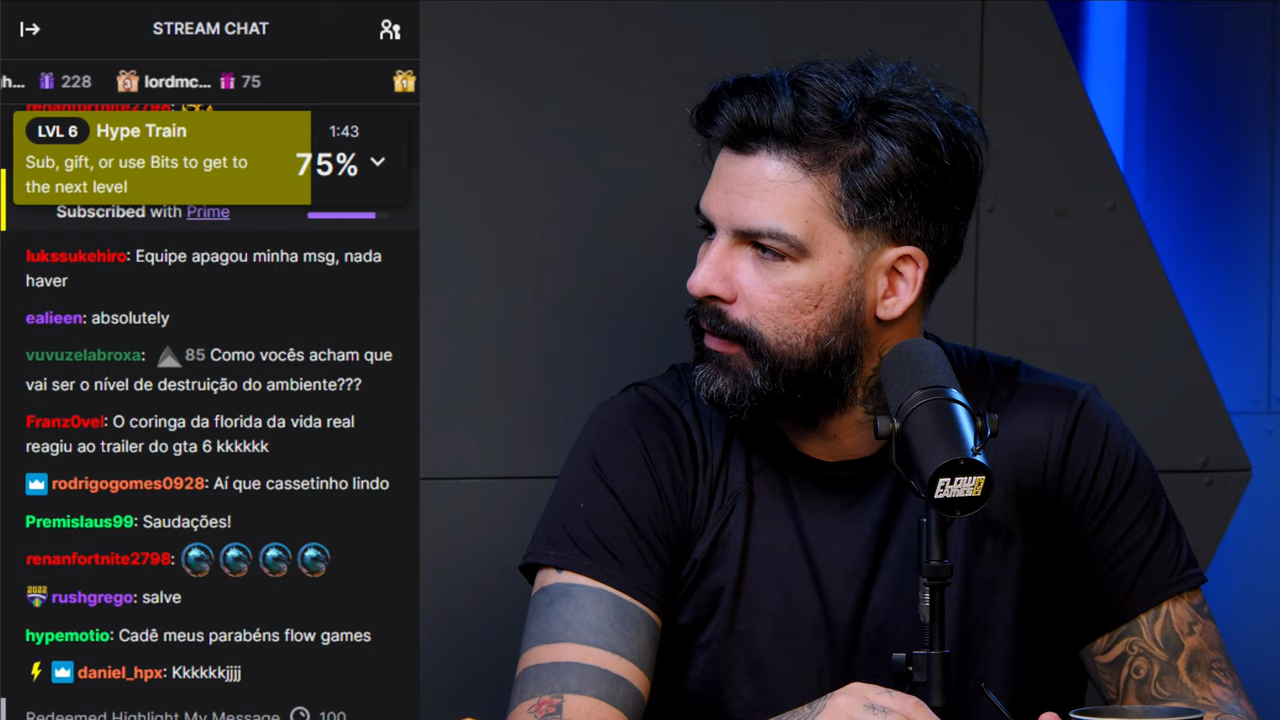 STREAM CHAT
h... 228 lordmc... 75
renanfortnite2798:
LVL 6 Hype Train 1:43
Sub, gift, or use Bits to get to
the next level
75%
Subscribed with Prime
lukssukehiro: Equipe apagou minha msg, nada
haver
ealieen: absolutely
vuvuzelabroxa: 85 Como vocês acham que
vai ser o nível de destruição do ambiente???
Franz0vel: O coringa da florida da vida real
reagiu ao trailer do gta 6 kkkkkk
rodrigogomes0928: Aí que cassetinho lindo
Premislaus99: Saudações!
renanfortnite2798:
2022 rushgrego: salve
hypemotio: Cadê meus parabéns flow games
daniel_hpx: Kkkkkkjjjj
Redeemed Highlight My Message 100
FLOW
GAMES